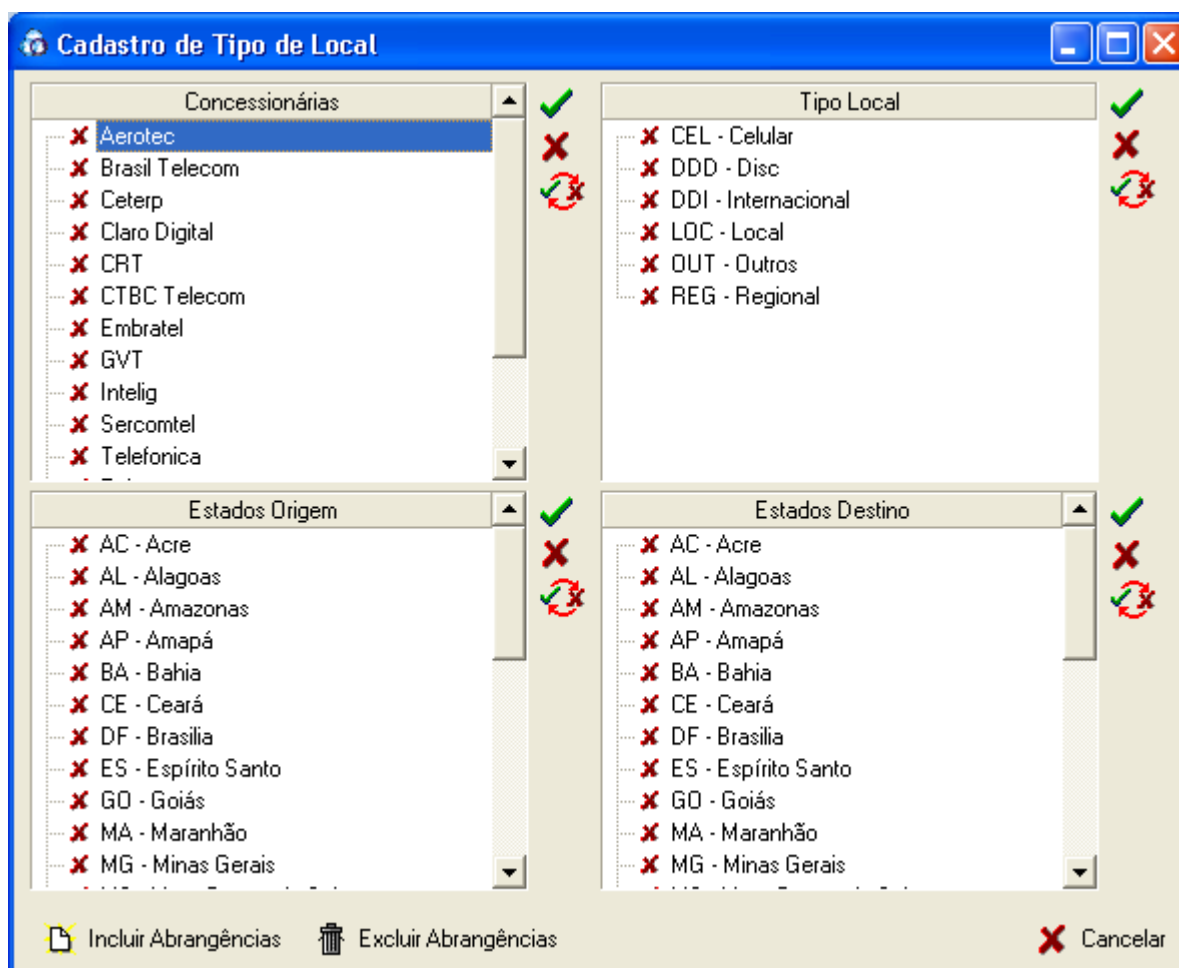 Cadastro de Tipo de Local
Concessionárias
Aerotec
Brasil Telecom
Ceterp
Claro Digital
CRT
CTBC Telecom
Embratel
GVT
Intelig
Sercomtel
Telefonica
Tipo Local
CEL - Celular
DDD - Disc
DDI - Internacional
LOC - Local
OUT - Outros
REG - Regional
Estados Origem
AC - Acre
AL - Alagoas
AM - Amazonas
AP - Amapá
BA - Bahia
CE - Ceará
DF - Brasilia
ES - Espírito Santo
GO - Goiás
MA - Maranhão
MG - Minas Gerais
Estados Destino
AC - Acre
AL - Alagoas
AM - Amazonas
AP - Amapá
BA - Bahia
CE - Ceará
DF - Brasilia
ES - Espírito Santo
GO - Goiás
MA - Maranhão
MG - Minas Gerais
Incluir Abrangências
Excluir Abrangências
Cancelar